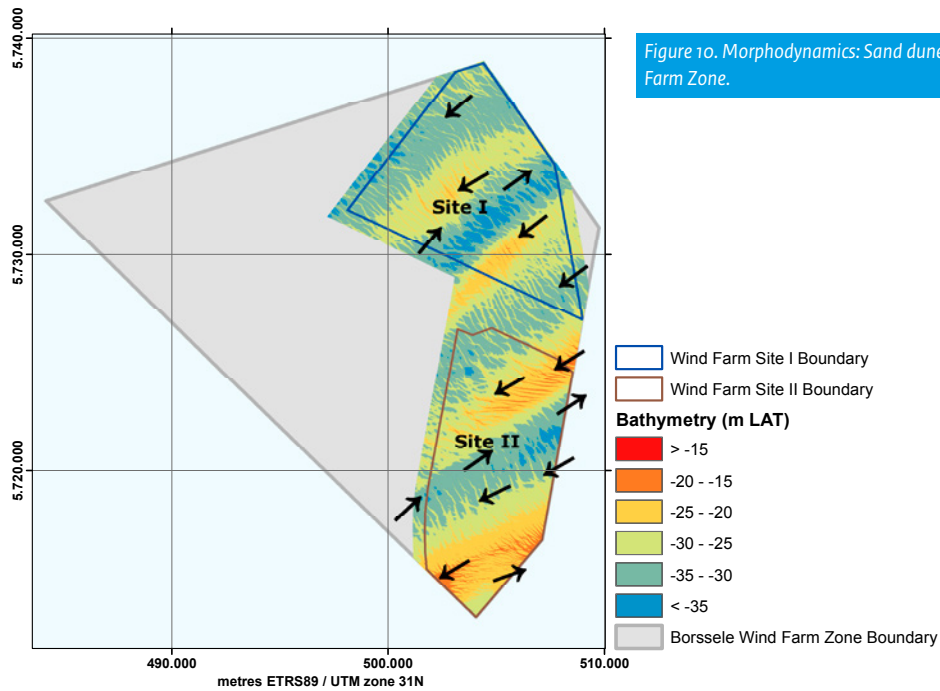 5.740.000
5.730.000
5.720.000
490.000
500.000
510.000
metres ETRS89 / UTM zone 31N
Site I
Site II
Figure 10. Morphodynamics: Sand dune
Farm Zone.
Wind Farm Site I Boundary
Wind Farm Site II Boundary
Bathymetry (m LAT)
> -15
-20 - -15
-25 - -20
-30 - -25
-35 - -30
< -35
Borssele Wind Farm Zone Boundary